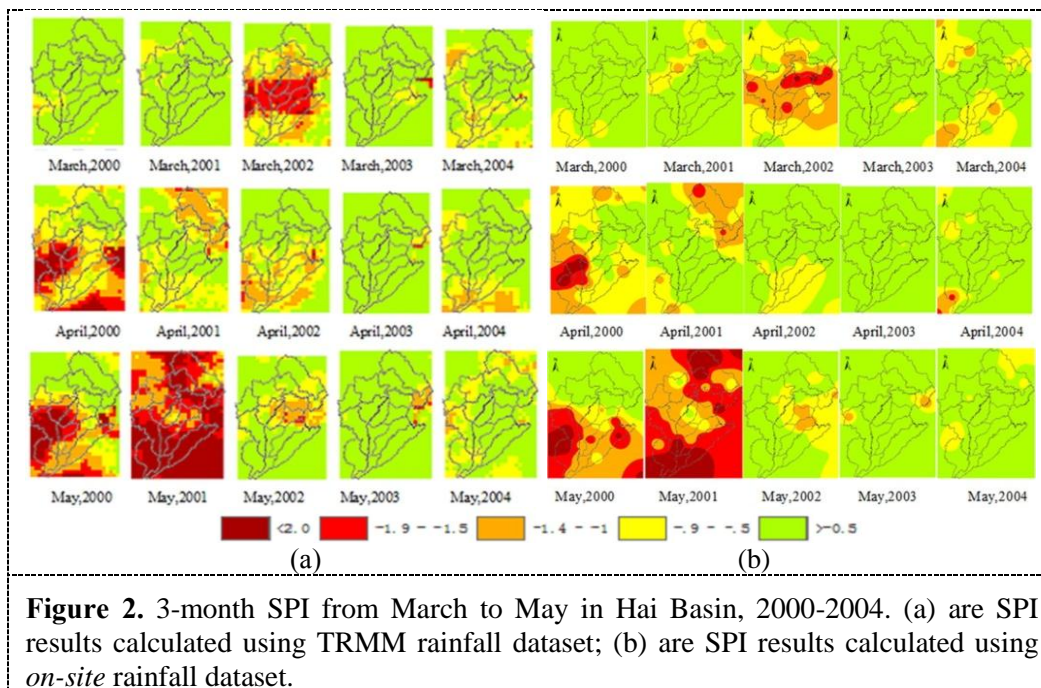 March,2000 March,2001 March,2002 March,2003 March,2004 March,2000 March,2001 March,2002 March,2003 March,2004
April,2000 April,2001 April,2002 April,2003 April,2004 April,2000 April,2001 April,2002 April,2003 April,2004
May,2000 May,2001 May,2002 May,2003 May,2004 May,2000 May,2001 May,2002 May,2003 May,2004
<2.0 -1.9 - -1.5 -1.4 - -1 -.9 - -.5 >-0.5
(a) (b)
Figure 2. 3-month SPI from March to May in Hai Basin, 2000-2004. (a) are SPI
results calculated using TRMM rainfall dataset; (b) are SPI results calculated using
on-site rainfall dataset.